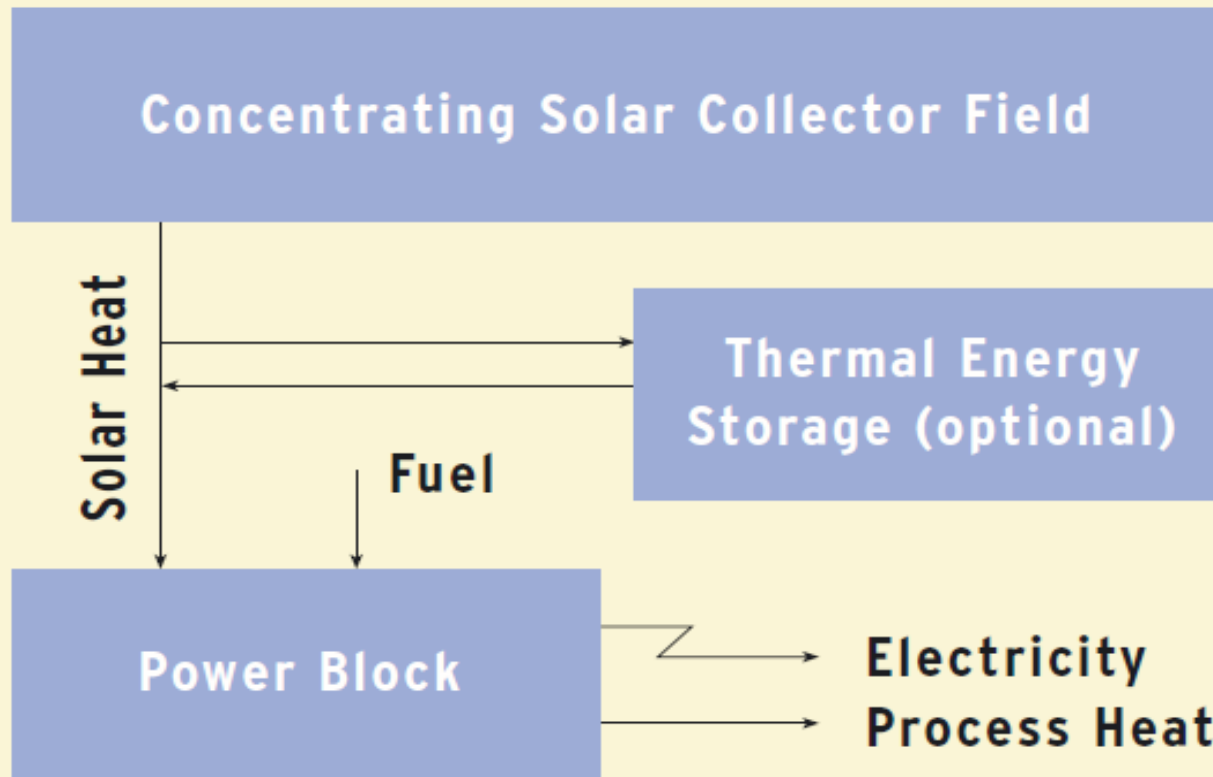 Concentrating Solar Collector Field
Solar Heat
Thermal Energy
Storage (optional)
Fuel
Power Block
Electricity
Process Heat